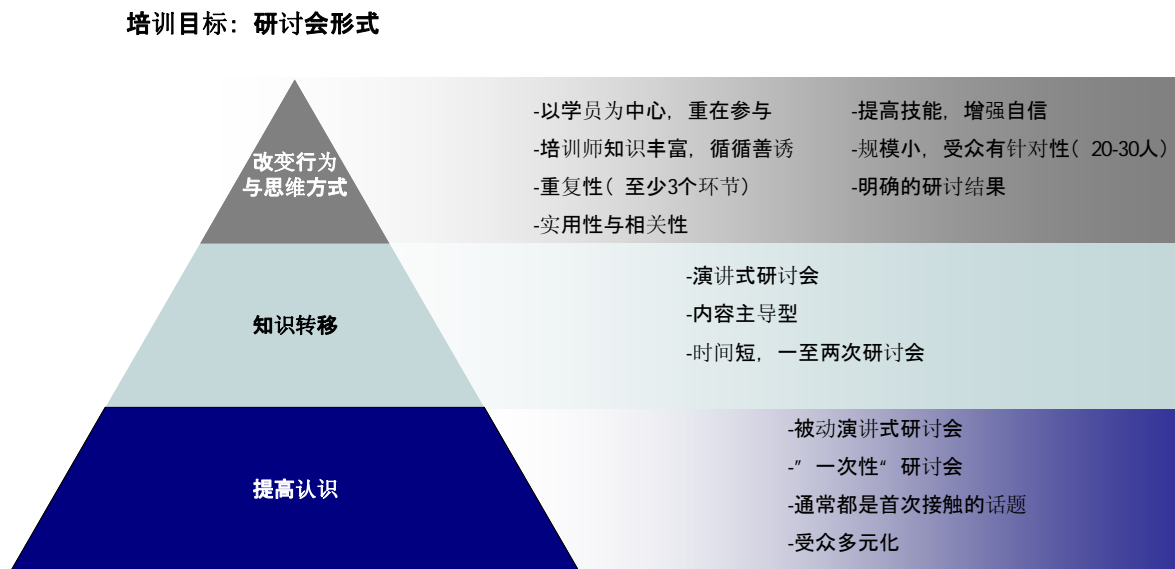 培训目标：研讨会形式
改变行为
与思维方式
-以学员为中心，重在参与
-培训师知识丰富，循循善诱
-重复性（至少3个环节）
-实用性与相关性
-提高技能，增强自信
-规模小，受众有针对性（20-30人）
-明确的研讨结果
知识转移
-演讲式研讨会
-内容主导型
-时间短，一至两次研讨会
提高认识
-被动演讲式研讨会
-”一次性“研讨会
-通常都是首次接触的话题
-受众多元化